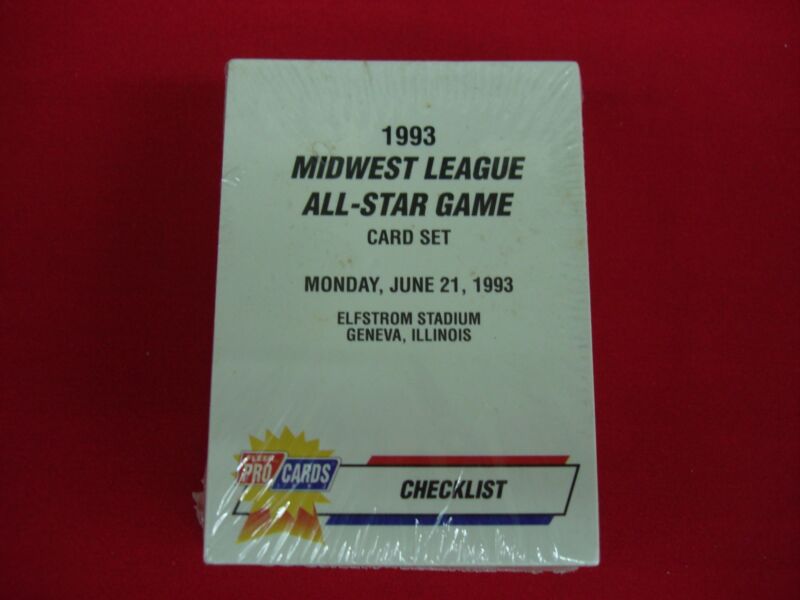 1993
MIDWEST LEAGUE
ALL-STAR GAME
CARD SET
MONDAY, JUNE 21, 1993
ELFSTROM STADIUM
GENEVA, ILLINOIS
FLEER
PRO CARDS
CHECKLIST